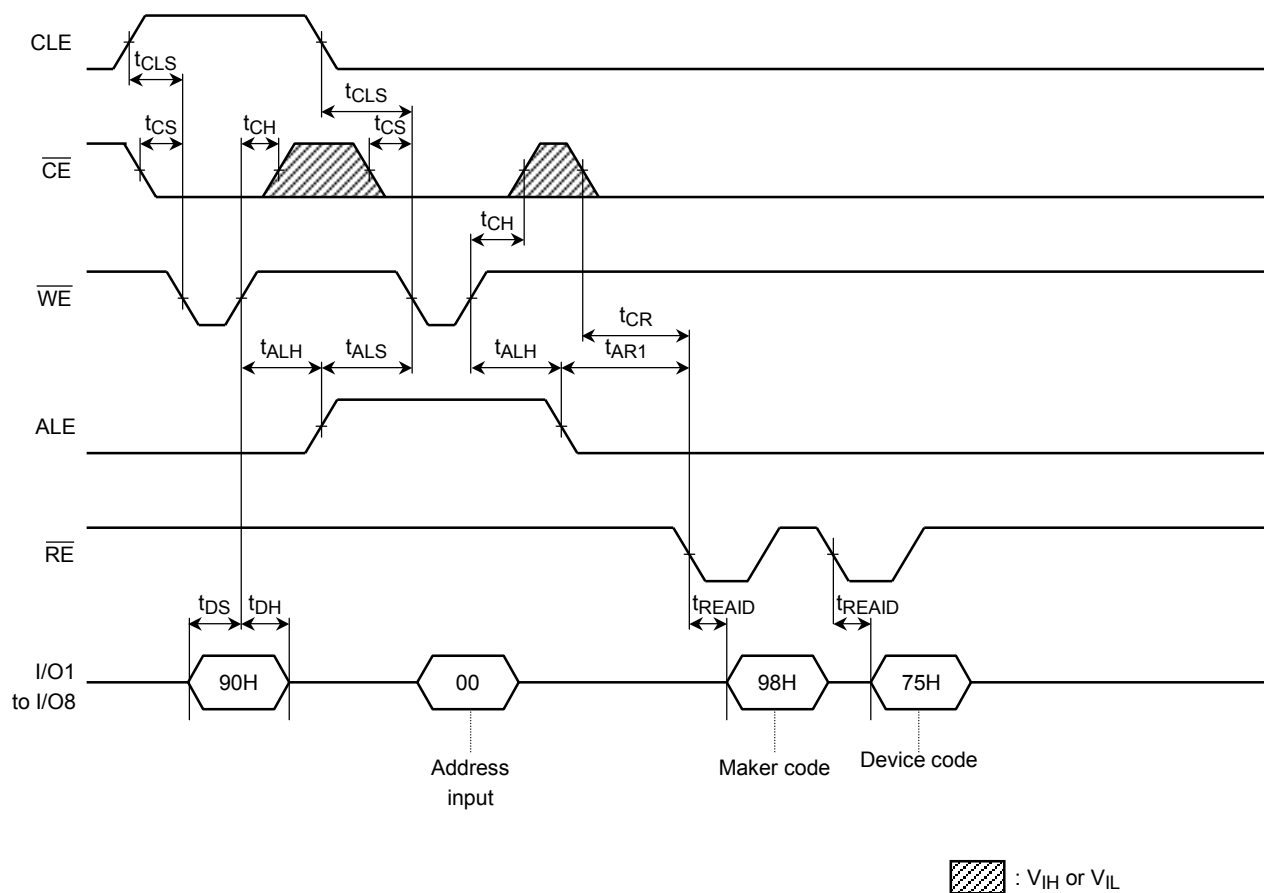 CLE
tCLS
tCLS
tCS
tCH
tCS
CE
tCH
WE
tCR
tALH
tALS
tALH
tAR1
ALE
RE
tDS
tDH
tREAID
tREAID
I/O1
to I/O8
90H
00
98H
75H
Address
input
Maker code
Device code
: VIH or VIL